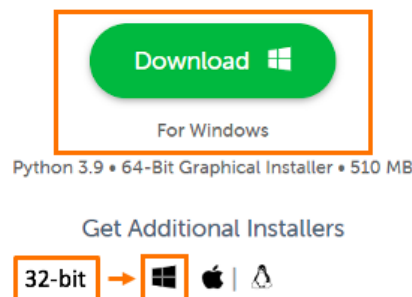 Download
For Windows
Python 3.9 • 64-Bit Graphical Installer • 510 MB
Get Additional Installers
32-bit